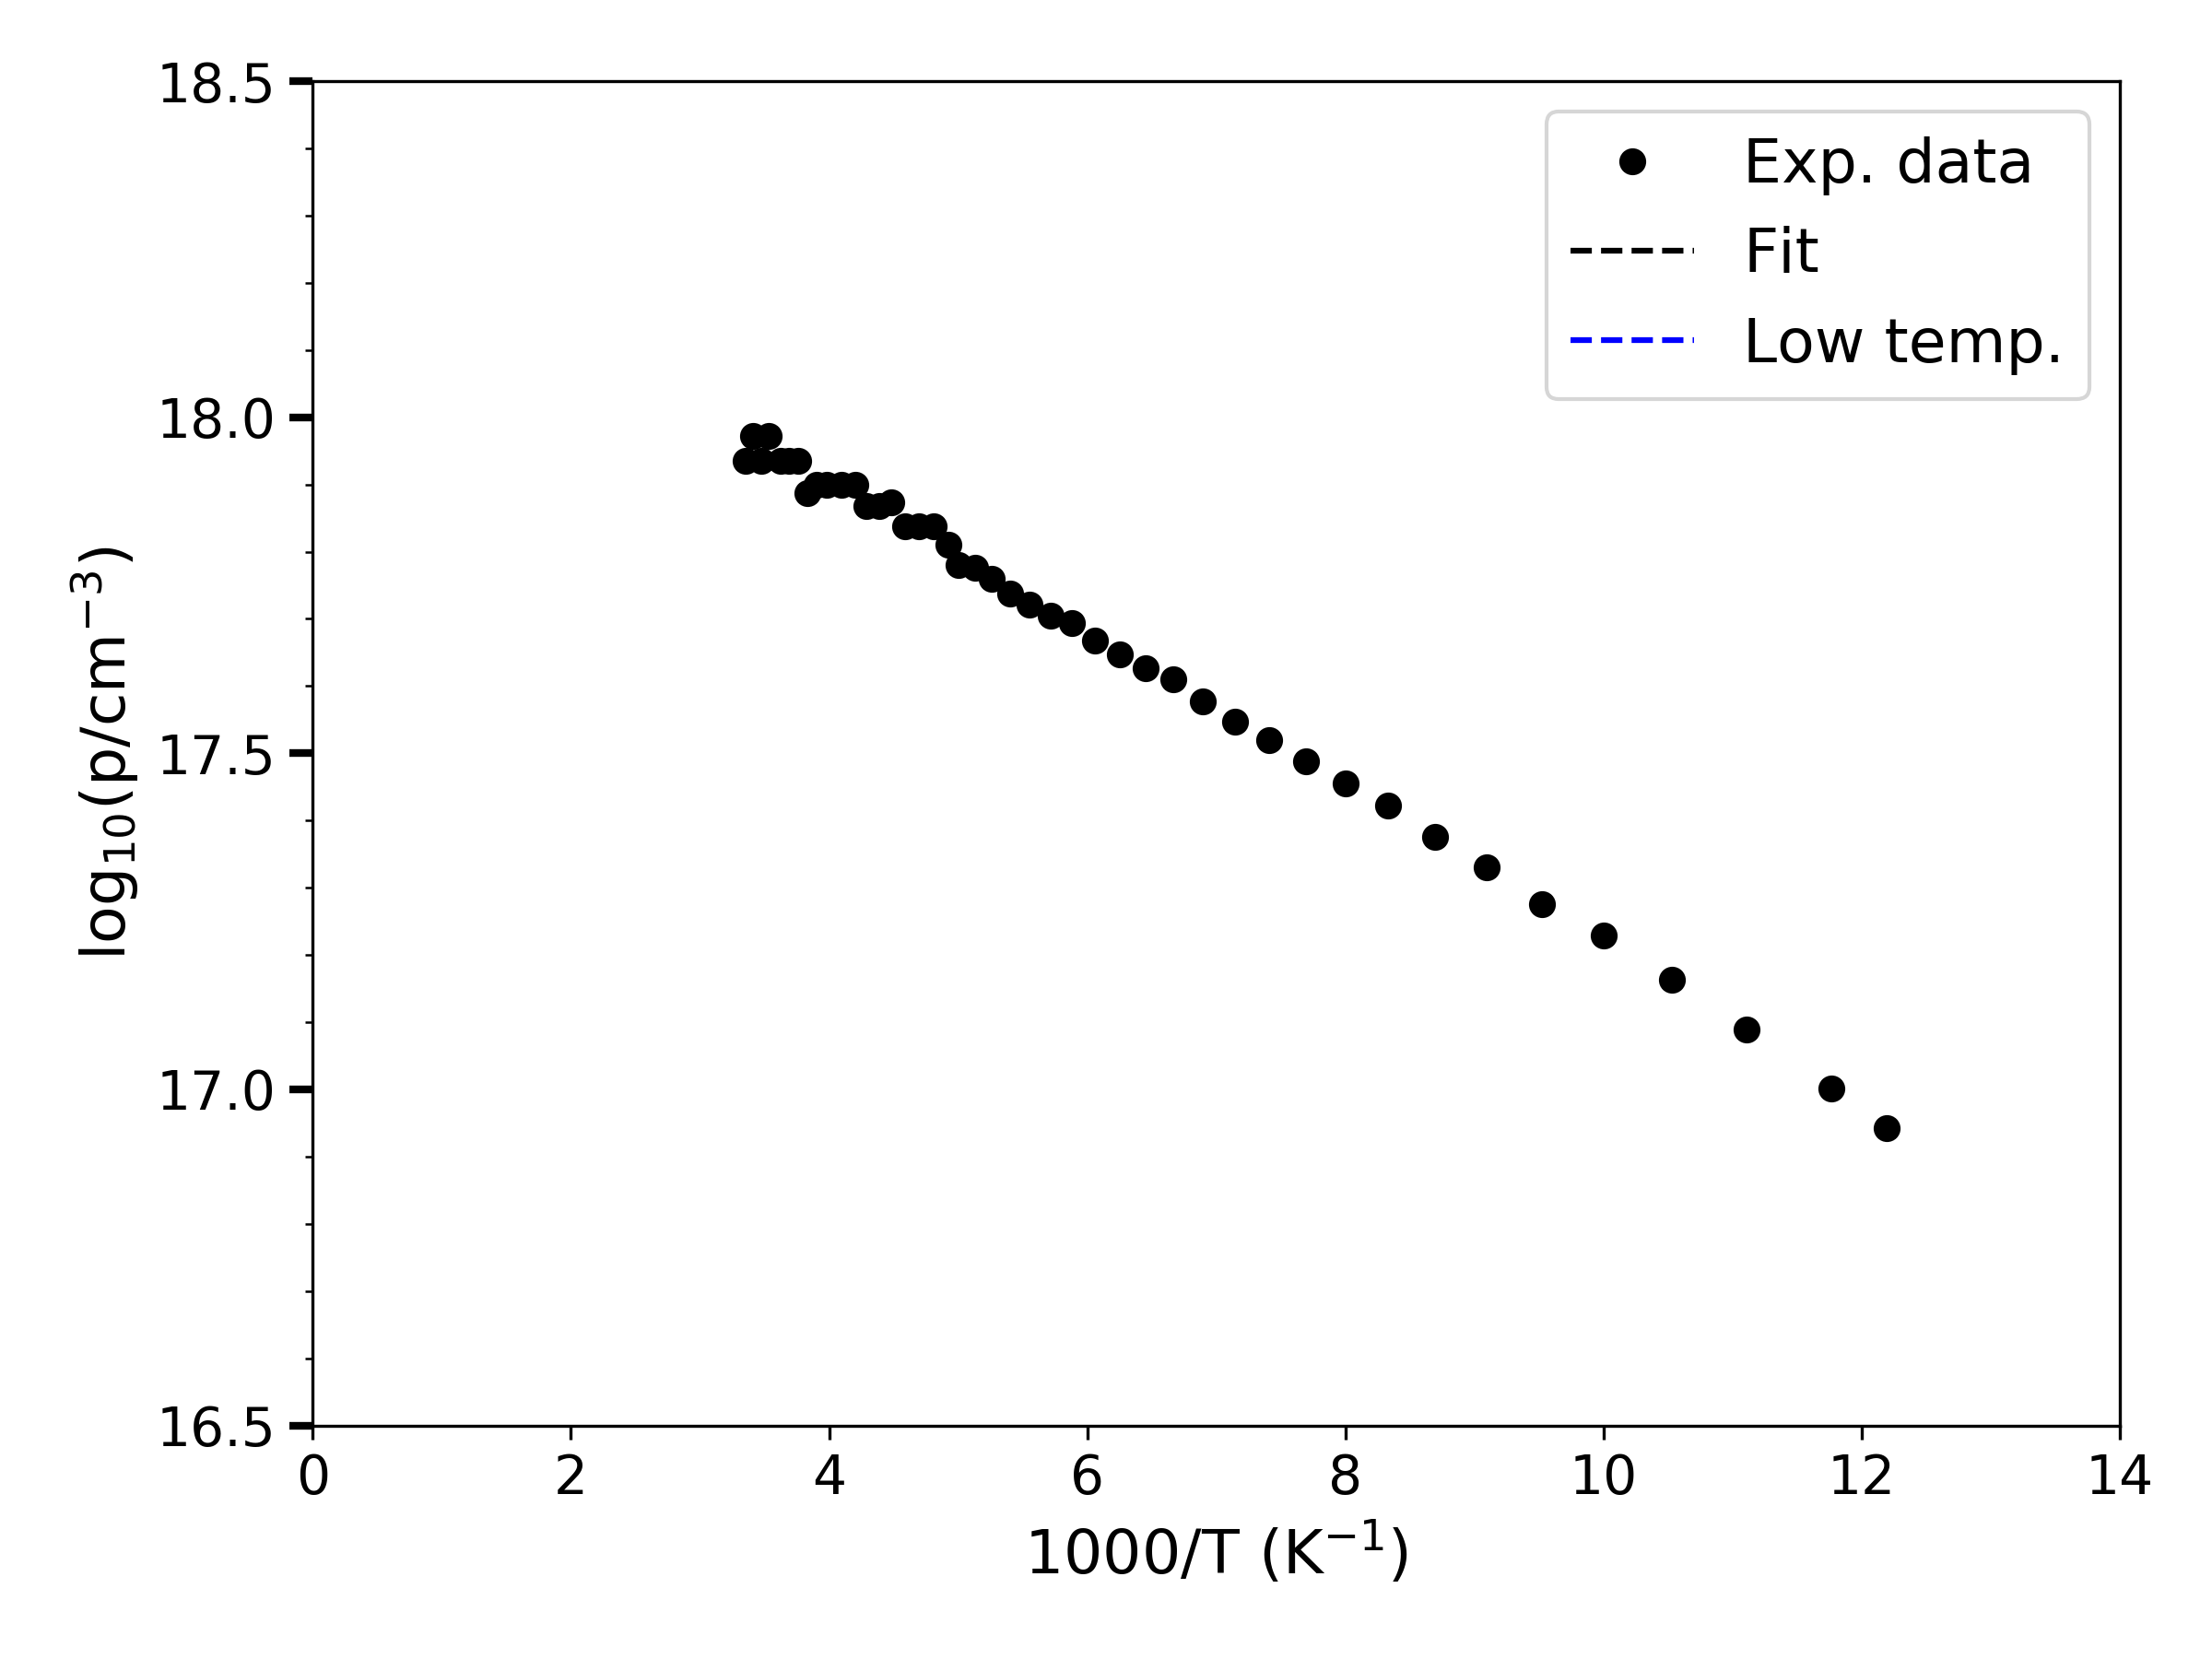 18.5
18.0
17.5
17.0
16.5
log₁₀(p/cm⁻³)
0 2 4 6 8 10 12 14
1000/T (K⁻¹)
Exp. data
Fit
Low temp.